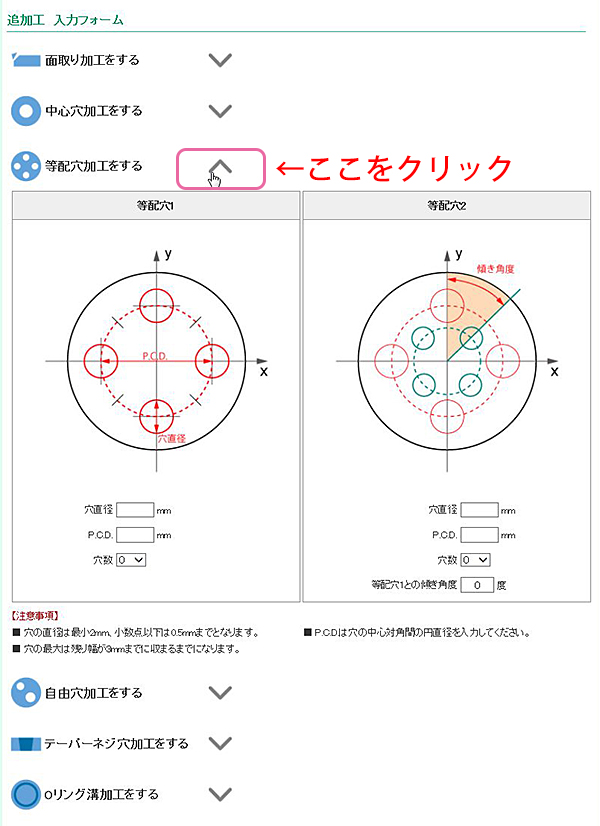 追加工 入力フォーム
面取り加工をする
中心穴加工をする
等配穴加工をする
←ここをクリック
等配穴1
等配穴2
y
x
P.C.D.
穴直径
y
x
傾き角度
穴直径 mm
P.C.D. mm
穴数 0
穴直径 mm
P.C.D. mm
穴数 0
等配穴1との傾き角度 0 度
【注意事項】
■ 穴の直径は最小2mm、小数点以下は0.5mmまでとなります。
■ P.C.Dは穴の中心対角間の円直径を入力してください。
■ 穴の最大は残り幅が3mmまでに収まるまでになります。
自由穴加工をする
テーパーネジ穴加工をする
Oリング溝加工をする